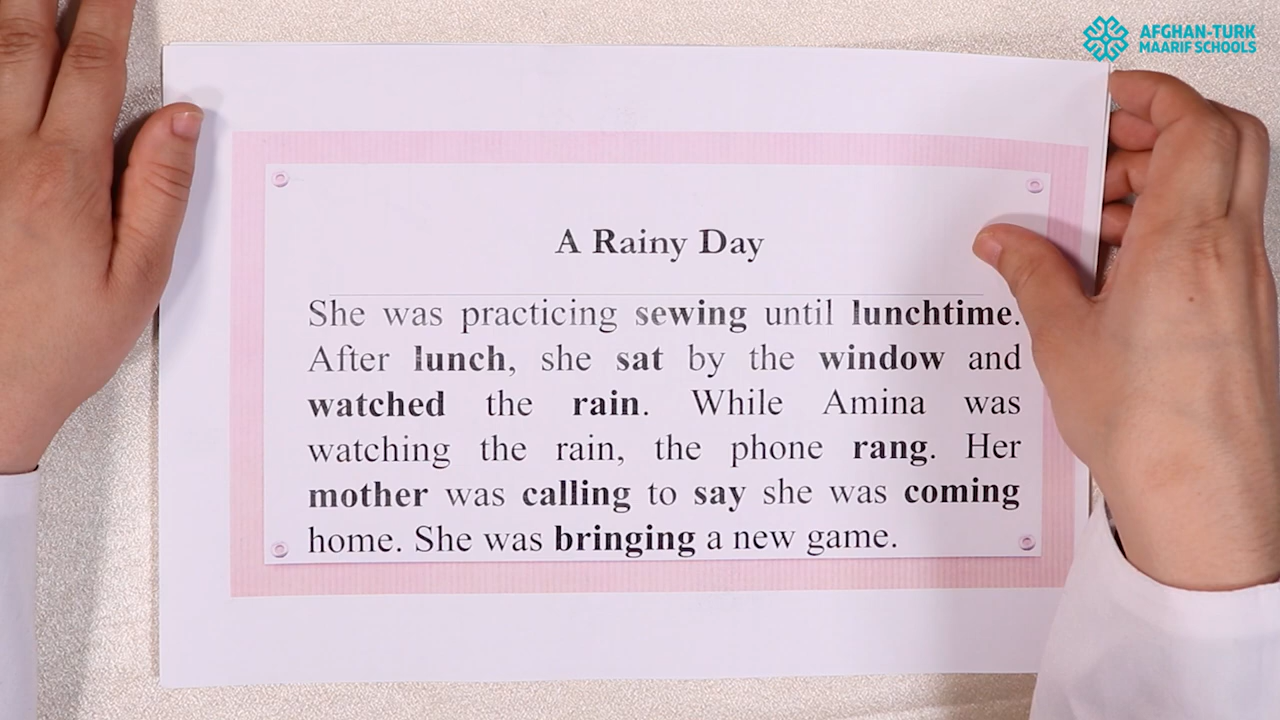 AFGHAN-TURK
MAARIF SCHOOLS
A Rainy Day
She was practicing sewing until lunchtime.
After lunch, she sat by the window and
watched the rain. While Amina was
watching the rain, the phone rang. Her
mother was calling to say she was coming
home. She was bringing a new game.